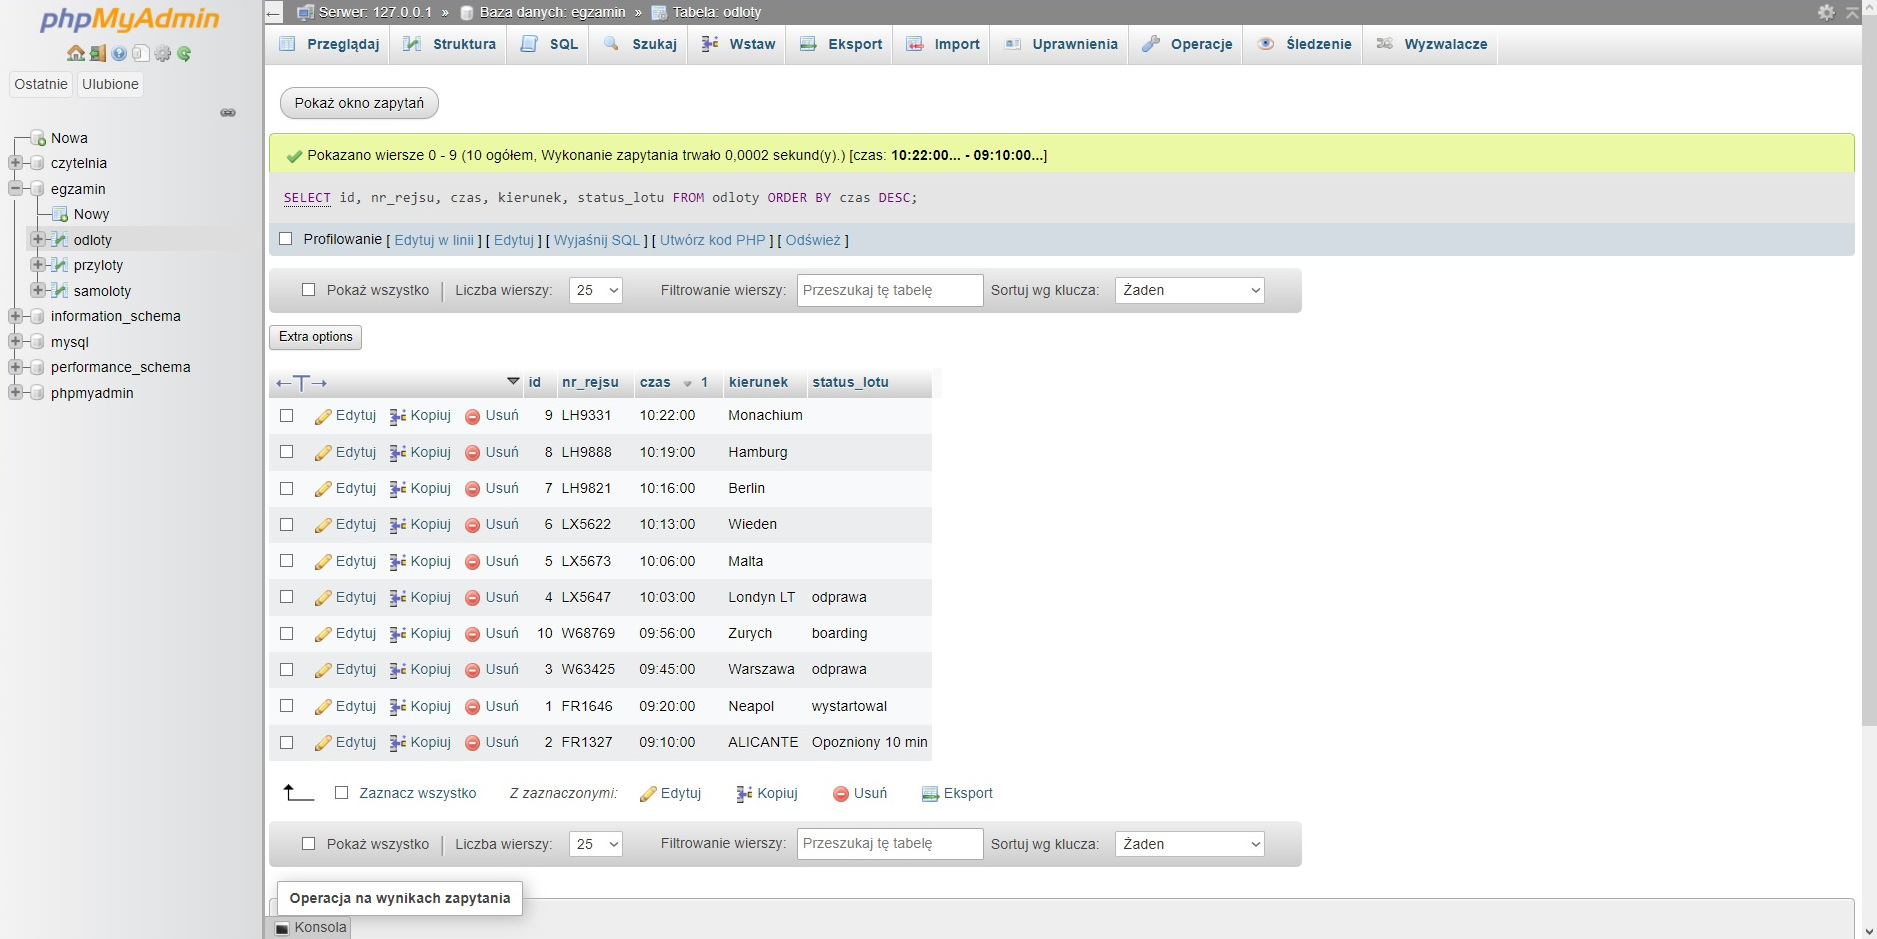 phpMyAdmin
Ostatnie Ulubione
Nowa
czytelnia
egzamin
Nowy
odloty
przyloty
samoloty
information_schema
mysql
performance_schema
phpmyadmin
Serwer: 127.0.0.1 » Baza danych: egzamin » Tabela: odloty
Przeglądaj Struktura SQL Szukaj Wstaw Eksport Import Uprawnienia Operacje Śledzenie Wyzwalacze
Pokaż okno zapytań
Pokazano wiersze 0 - 9 (10 ogółem, Wykonanie zapytania trwało 0,0002 sekund(y).) [czas: 10:22:00... - 09:10:00...]
SELECT id, nr_rejsu, czas, kierunek, status_lotu FROM odloty ORDER BY czas DESC;
Profilowanie [ Edytuj w linii ] [ Edytuj ] [ Wyjaśnij SQL ] [ Utwórz kod PHP ] [ Odśwież ]
Pokaż wszystko | Liczba wierszy: 25 Filtrowanie wierszy: Przeszukaj tę tabelę Sortuj wg klucza: Żaden
Extra options
←T→ id nr_rejsu czas 1 kierunek status_lotu
Edytuj Kopiuj Usuń 9 LH9331 10:22:00 Monachium
Edytuj Kopiuj Usuń 8 LH9888 10:19:00 Hamburg
Edytuj Kopiuj Usuń 7 LH9821 10:16:00 Berlin
Edytuj Kopiuj Usuń 6 LX5622 10:13:00 Wieden
Edytuj Kopiuj Usuń 5 LX5673 10:06:00 Malta
Edytuj Kopiuj Usuń 4 LX5647 10:03:00 Londyn LT odprawa
Edytuj Kopiuj Usuń 10 W68769 09:56:00 Zurych boarding
Edytuj Kopiuj Usuń 3 W63425 09:45:00 Warszawa odprawa
Edytuj Kopiuj Usuń 1 FR1646 09:20:00 Neapol wystartowal
Edytuj Kopiuj Usuń 2 FR1327 09:10:00 ALICANTE Opozniony 10 min
Zaznacz wszystko Z zaznaczonymi: Edytuj Kopiuj Usuń Eksport
Pokaż wszystko | Liczba wierszy: 25 Filtrowanie wierszy: Przeszukaj tę tabelę Sortuj wg klucza: Żaden
Operacja na wynikach zapytania
Konsola